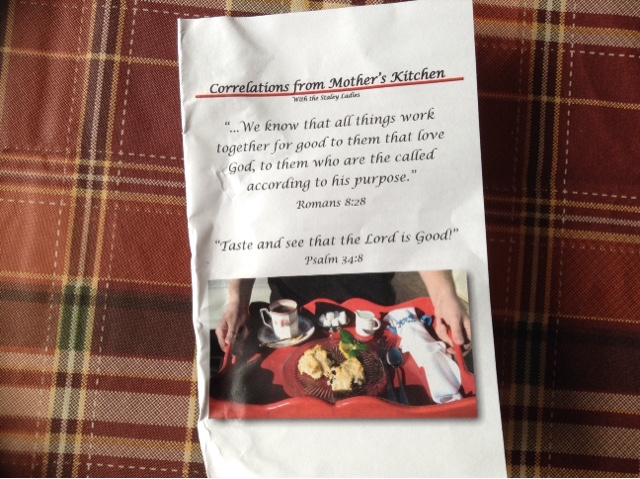 Correlations from Mother's Kitchen
With the Staley Ladies
"...We know that all things work
together for good to them that love
God, to them who are the called
according to his purpose."
Romans 8:28
"Taste and see that the Lord is Good!"
Psalm 34:8